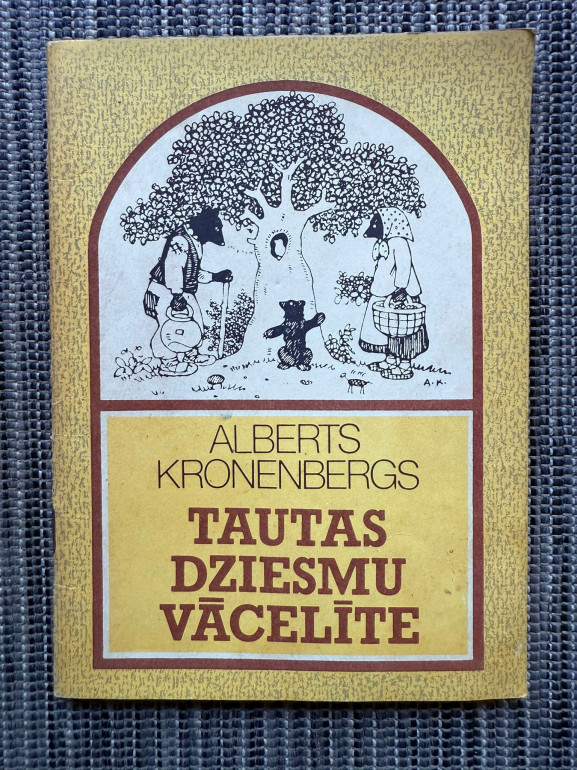 A.K.
ALBERTS
KRONENBERGS
TAUTAS
DZIESMU
VĀCELĪTE